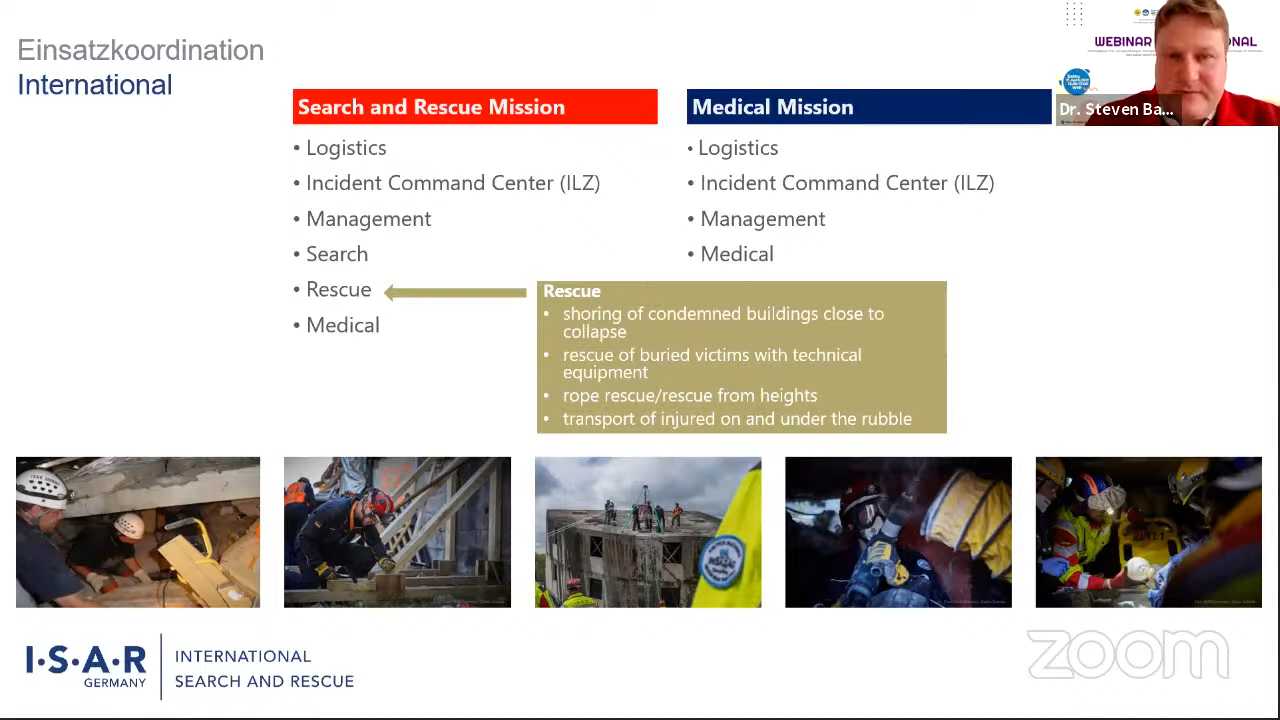 Einsatzkoordination
International
WEBINAR
Dr. Steven Ba...
Search and Rescue Mission
• Logistics
• Incident Command Center (ILZ)
• Management
• Search
• Rescue
• Medical
Medical Mission
• Logistics
• Incident Command Center (ILZ)
• Management
• Medical
Rescue
• shoring of condemned buildings close to
collapse
• rescue of buried victims with technical
equipment
• rope rescue/rescue from heights
• transport of injured on and under the rubble
I·S·A·R
GERMANY
INTERNATIONAL
SEARCH AND RESCUE
zoom